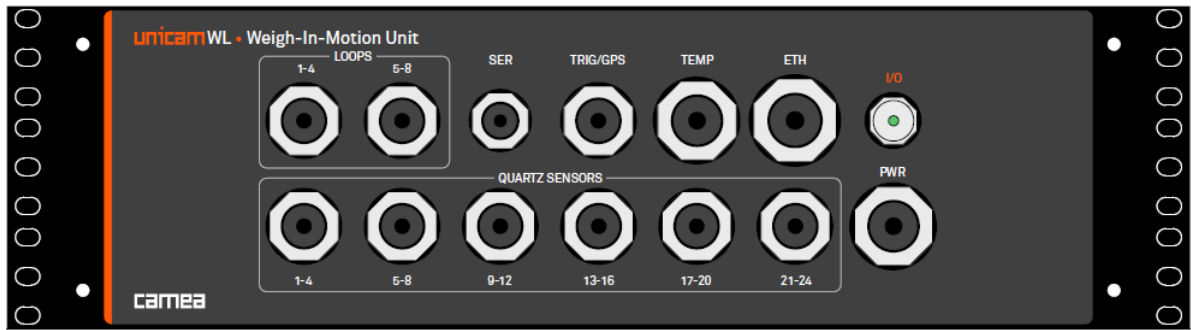 unicam WL • Weigh-In-Motion Unit
LOOPS
1-4 5-8
SER TRIG/GPS TEMP ETH
I/O
QUARTZ SENSORS
PWR
1-4 5-8 9-12 13-16 17-20 21-24
camea